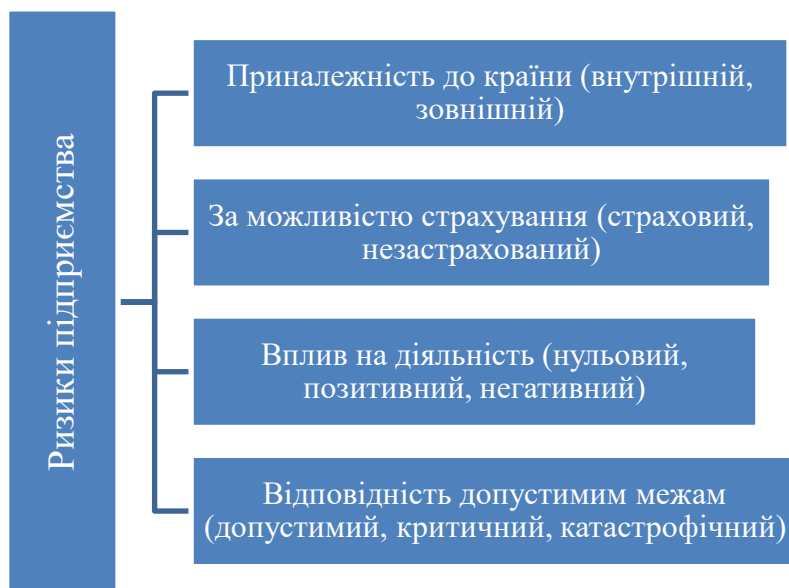 Ризики підприємства
Приналежність до країни (внутрішній,
зовнішній)
За можливістю страхування (страховий,
незастрахований)
Вплив на діяльність (нульовий,
позитивний, негативний)
Відповідність допустимим межам
(допустимий, критичний, катастрофічний)